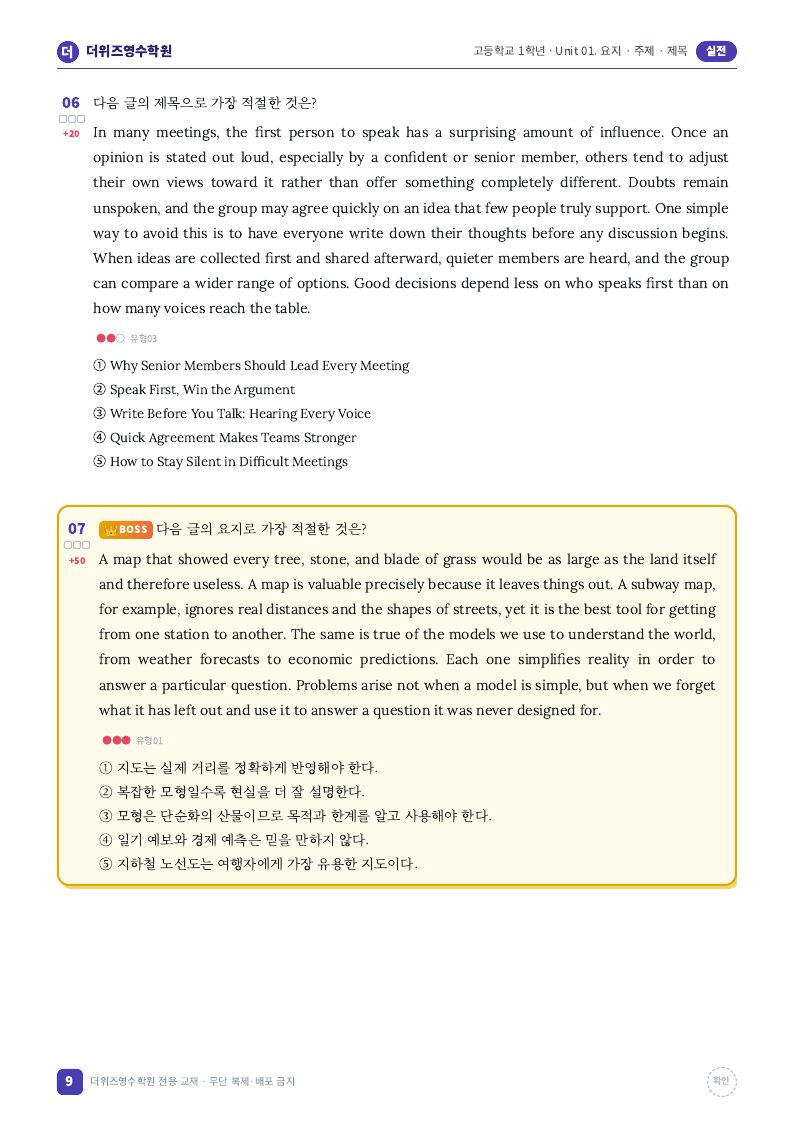 더 더위즈영수학원
고등학교 1학년 · Unit 01. 요지 · 주제 · 제목 실전
06 다음 글의 제목으로 가장 적절한 것은?
+20
In many meetings, the first person to speak has a surprising amount of influence. Once an
opinion is stated out loud, especially by a confident or senior member, others tend to adjust
their own views toward it rather than offer something completely different. Doubts remain
unspoken, and the group may agree quickly on an idea that few people truly support. One simple
way to avoid this is to have everyone write down their thoughts before any discussion begins.
When ideas are collected first and shared afterward, quieter members are heard, and the group
can compare a wider range of options. Good decisions depend less on who speaks first than on
how many voices reach the table.
유형03
① Why Senior Members Should Lead Every Meeting
② Speak First, Win the Argument
③ Write Before You Talk: Hearing Every Voice
④ Quick Agreement Makes Teams Stronger
⑤ How to Stay Silent in Difficult Meetings
07 BOSS 다음 글의 요지로 가장 적절한 것은?
+50
A map that showed every tree, stone, and blade of grass would be as large as the land itself
and therefore useless. A map is valuable precisely because it leaves things out. A subway map,
for example, ignores real distances and the shapes of streets, yet it is the best tool for getting
from one station to another. The same is true of the models we use to understand the world,
from weather forecasts to economic predictions. Each one simplifies reality in order to
answer a particular question. Problems arise not when a model is simple, but when we forget
what it has left out and use it to answer a question it was never designed for.
유형01
① 지도는 실제 거리를 정확하게 반영해야 한다.
② 복잡한 모형일수록 현실을 더 잘 설명한다.
③ 모형은 단순화의 산물이므로 목적과 한계를 알고 사용해야 한다.
④ 일기 예보와 경제 예측은 믿을 만하지 않다.
⑤ 지하철 노선도는 여행자에게 가장 유용한 지도이다.
9 더위즈영수학원 전용 교재 · 무단 복제·배포 금지
확인